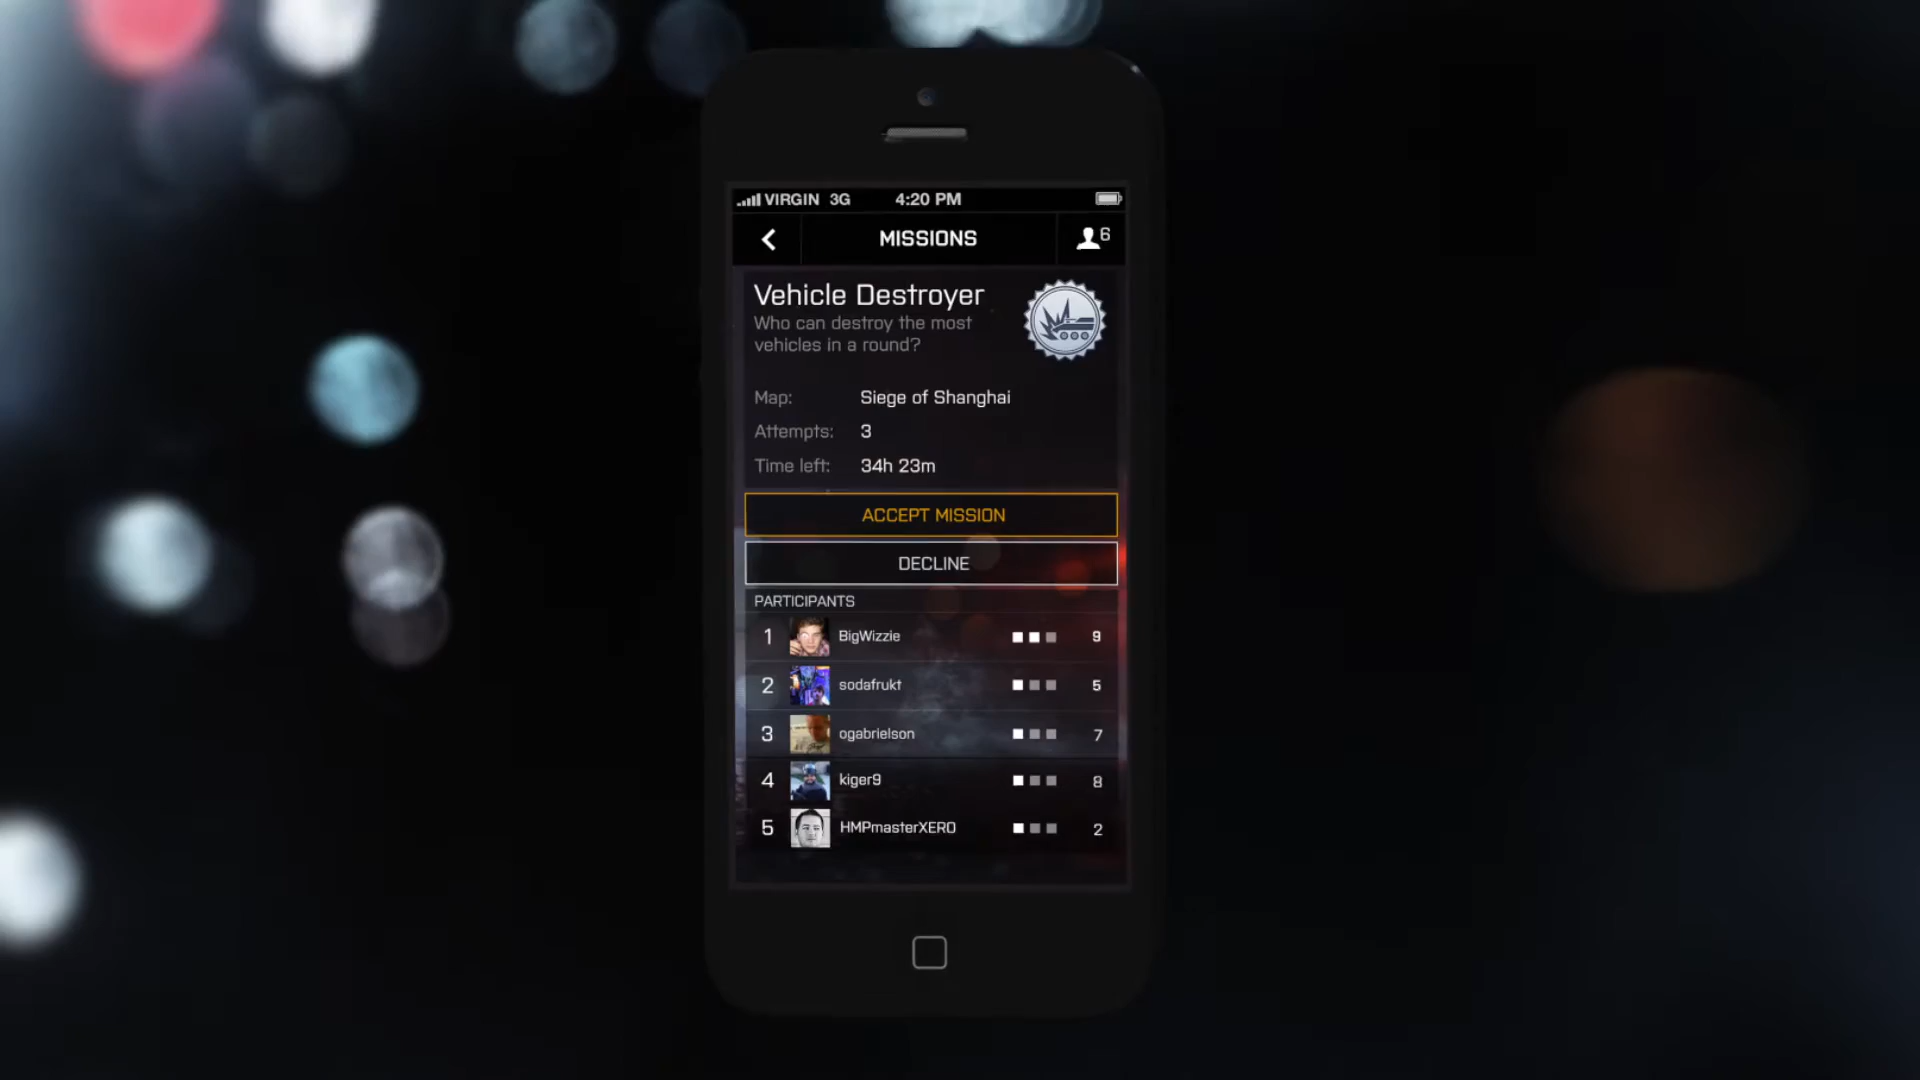 VIRGIN 3G 4:20 PM
MISSIONS 6
Vehicle Destroyer
Who can destroy the most
vehicles in a round?
Map: Siege of Shanghai
Attempts: 3
Time left: 34h 23m
ACCEPT MISSION
DECLINE
PARTICIPANTS
1 BigWizzie 9
2 sodafrukt 5
3 ogabrielson 7
4 kiger9 8
5 HMPmasterXERO 2